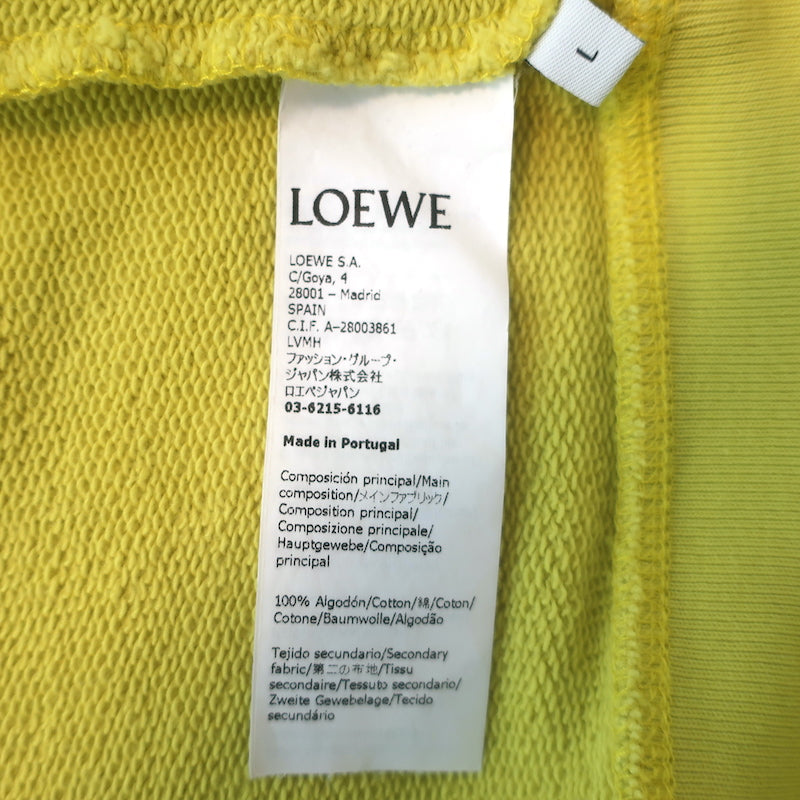 L
LOEWE
LOEWE S.A.
C/Goya, 4
28001 – Madrid
SPAIN
C.I.F. A-28003861
LVMH
ファッション・グループ・
ジャパン株式会社
ロエベジャパン
03-6215-6116
Made in Portugal
Composición principal/Main
composition/メインファブリック/
Composition principal/
Composizione principale/
Hauptgewebe/Composição
principal
100% Algodón/Cotton/綿/Coton/
Cotone/Baumwolle/Algodão
Tejido secundario/Secondary
fabric/第二の布地/Tissu
secondaire/Tessuto secondario/
Zweite Gewebelage/Tecido
secundário